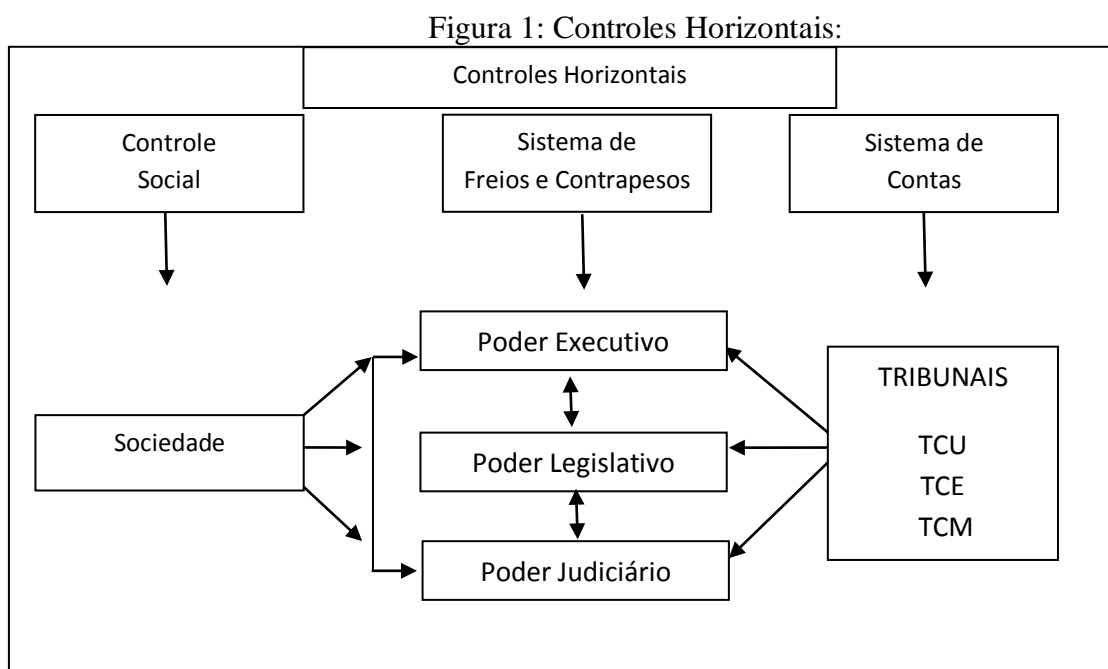 Figura 1: Controles Horizontais:
Controles Horizontais
Controle
Social
Sistema de
Freios e Contrapesos
Sistema de
Contas
Poder Executivo
TRIBUNAIS
Sociedade
Poder Legislativo
TCU
TCE
TCM
Poder Judiciário